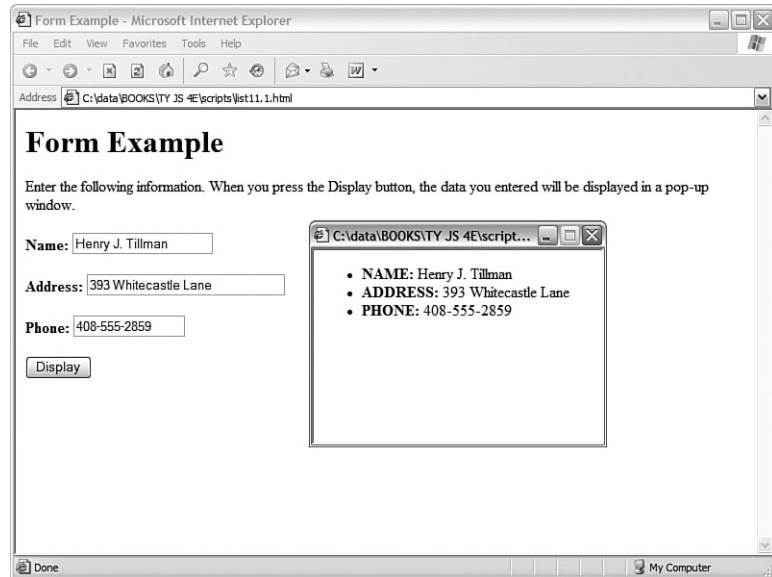 Form Example - Microsoft Internet Explorer
File Edit View Favorites Tools Help
Address C:\data\BOOKS\TY JS 4E\scripts\list11.1.html
Form Example
Enter the following information. When you press the Display button, the data you entered will be displayed in a pop-up
window.
Name: Henry J. Tillman
Address: 393 Whitecastle Lane
Phone: 408-555-2859
Display
C:\data\BOOKS\TY JS 4E\script...
• NAME: Henry J. Tillman
• ADDRESS: 393 Whitecastle Lane
• PHONE: 408-555-2859
Done
My Computer